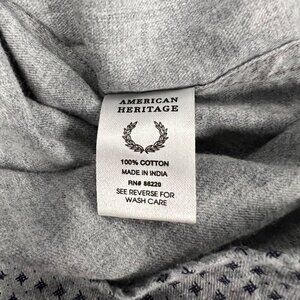 AMERICAN
HERITAGE
100% COTTON
MADE IN INDIA
RN# 86220
SEE REVERSE FOR
WASH CARE